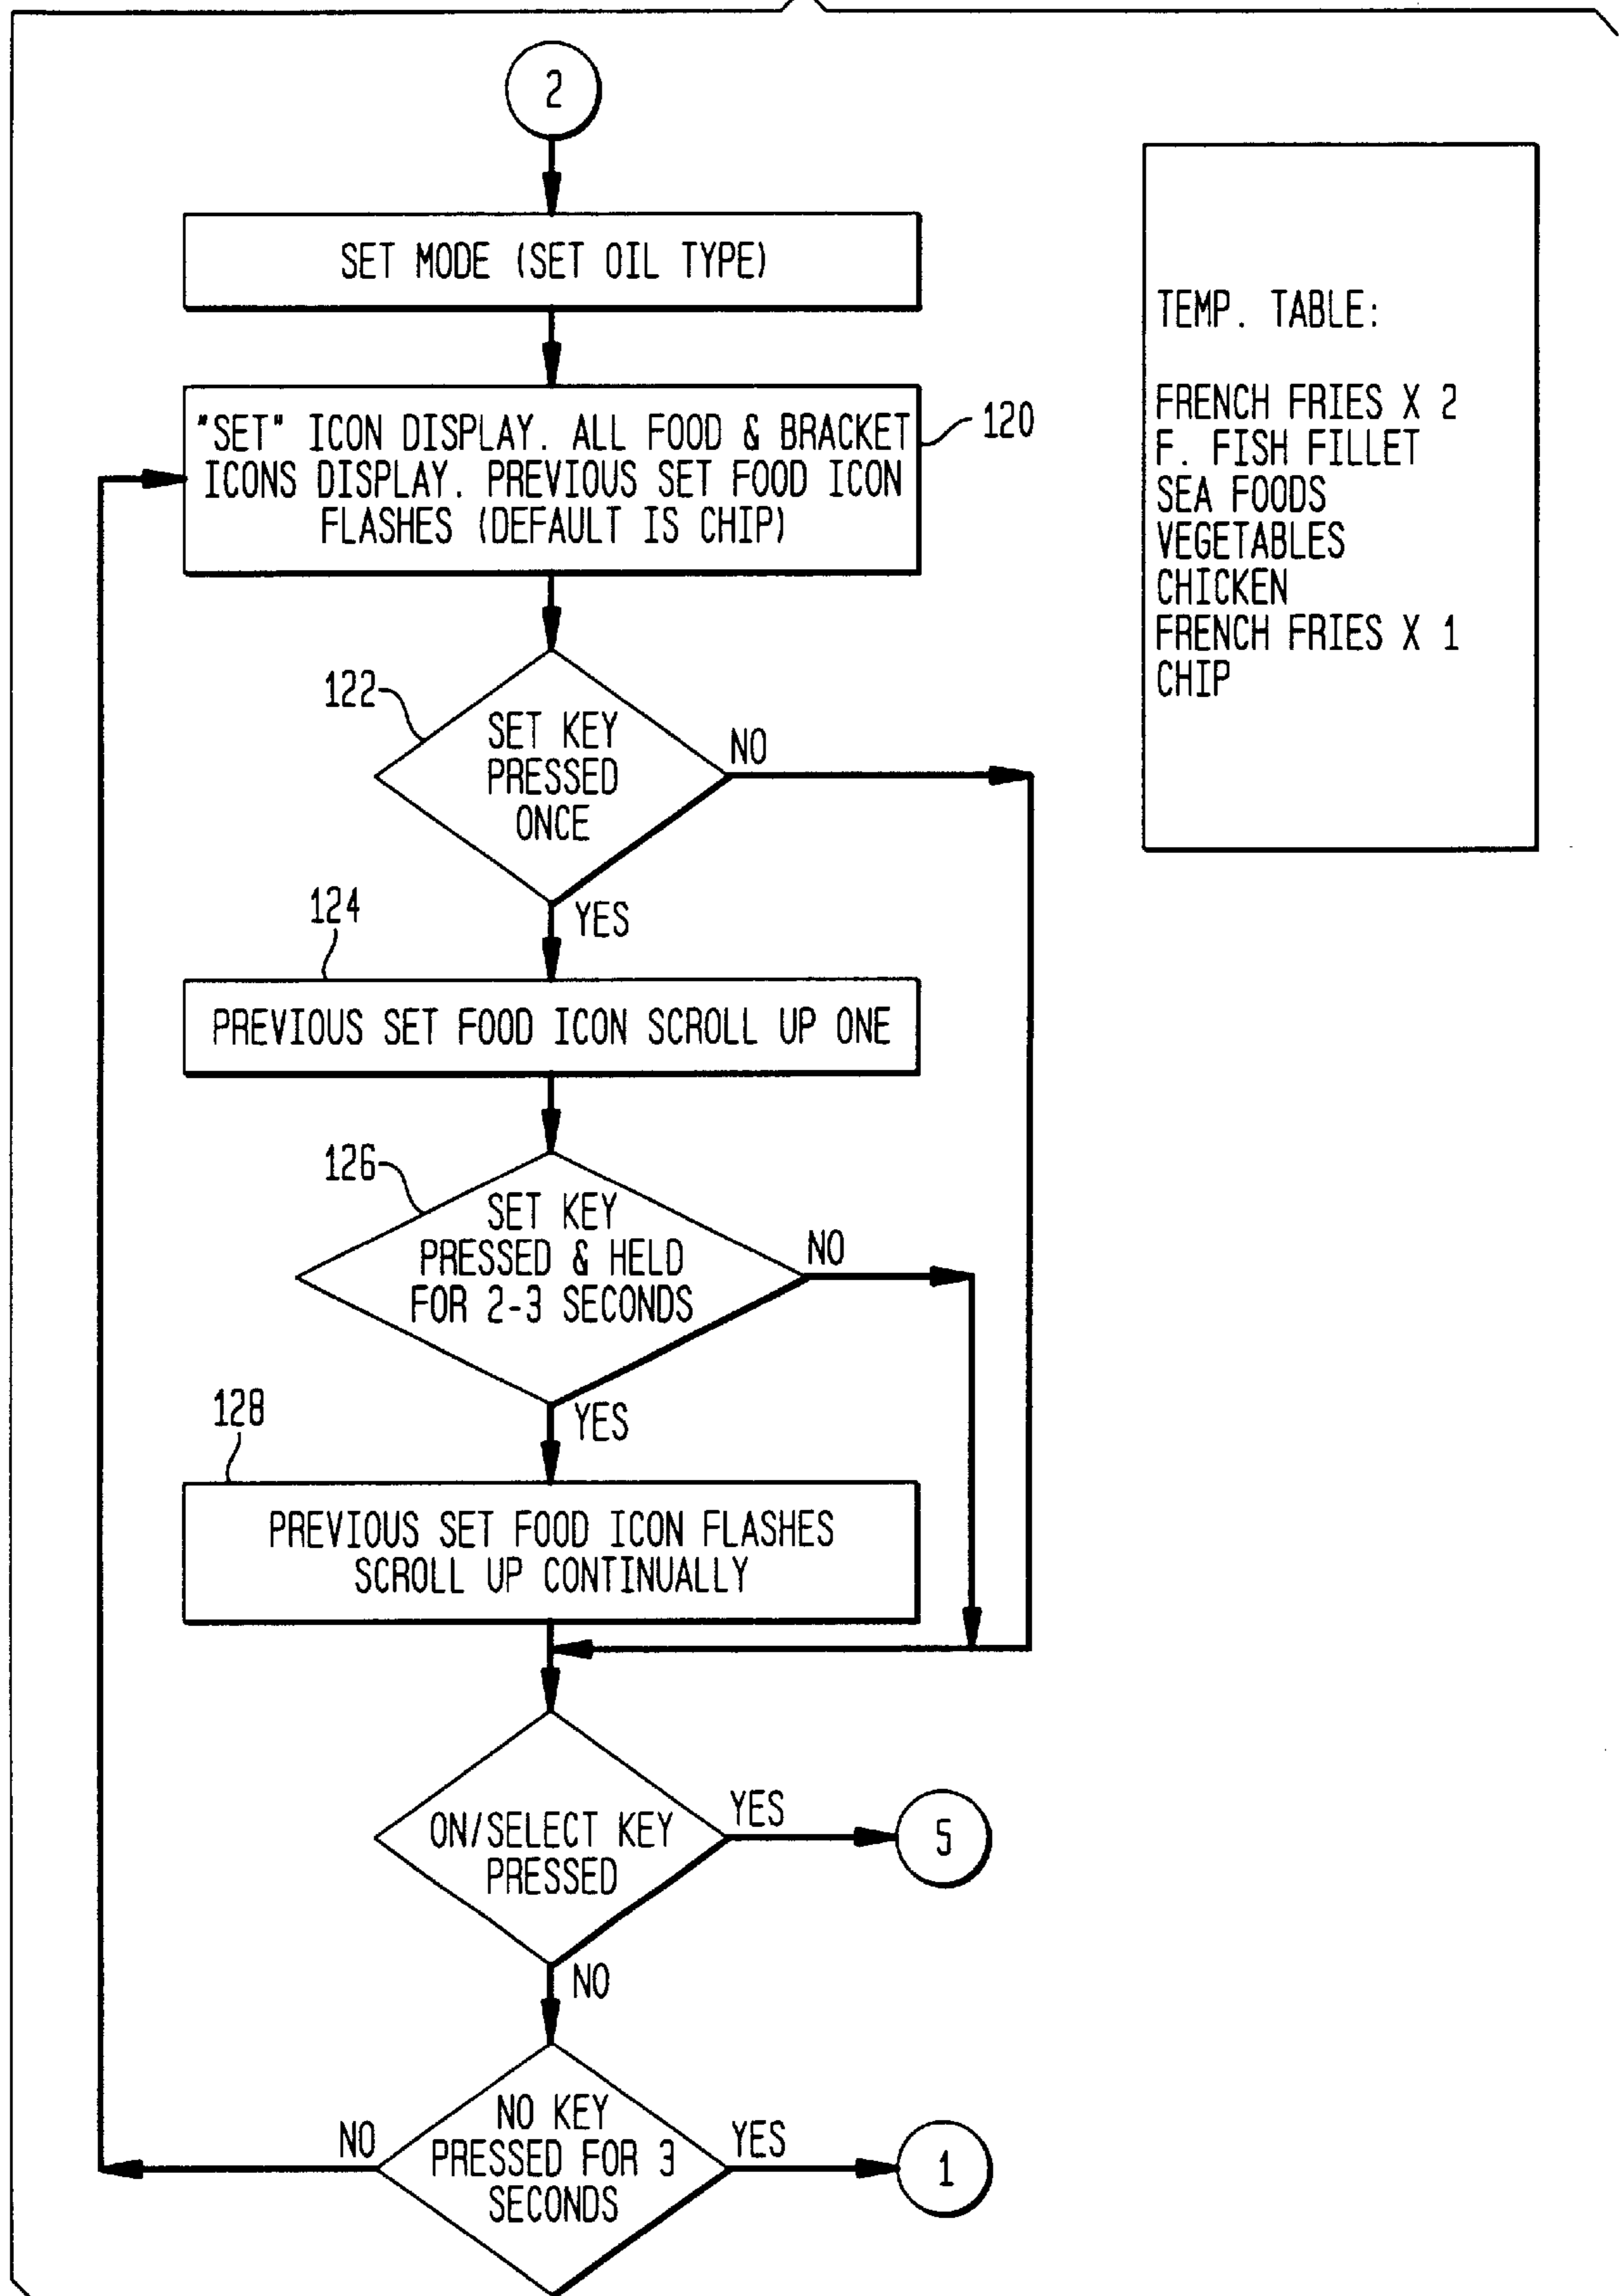 2
SET MODE (SET OIL TYPE)
"SET" ICON DISPLAY. ALL FOOD & BRACKET
ICONS DISPLAY. PREVIOUS SET FOOD ICON
FLASHES (DEFAULT IS CHIP)
120
122
SET KEY
PRESSED
ONCE
NO
YES
124
PREVIOUS SET FOOD ICON SCROLL UP ONE
126
SET KEY
PRESSED & HELD
FOR 2-3 SECONDS
NO
YES
128
PREVIOUS SET FOOD ICON FLASHES
SCROLL UP CONTINUALLY
ON/SELECT KEY
PRESSED
YES
5
NO
NO KEY
PRESSED FOR 3
SECONDS
NO
YES
1
TEMP. TABLE:
FRENCH FRIES X 2
F. FISH FILLET
SEA FOODS
VEGETABLES
CHICKEN
FRENCH FRIES X 1
CHIP